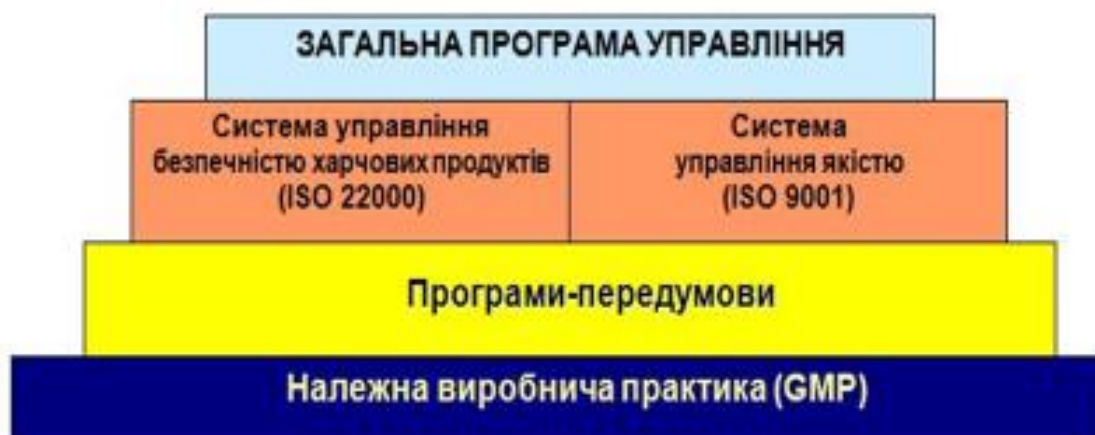 ЗАГАЛЬНА ПРОГРАМА УПРАВЛІННЯ
Система управління
безпечністю харчових продуктів
(ISO 22000)
Система
управління якістю
(ISO 9001)
Програми-передумови
Належна виробнича практика (GMP)